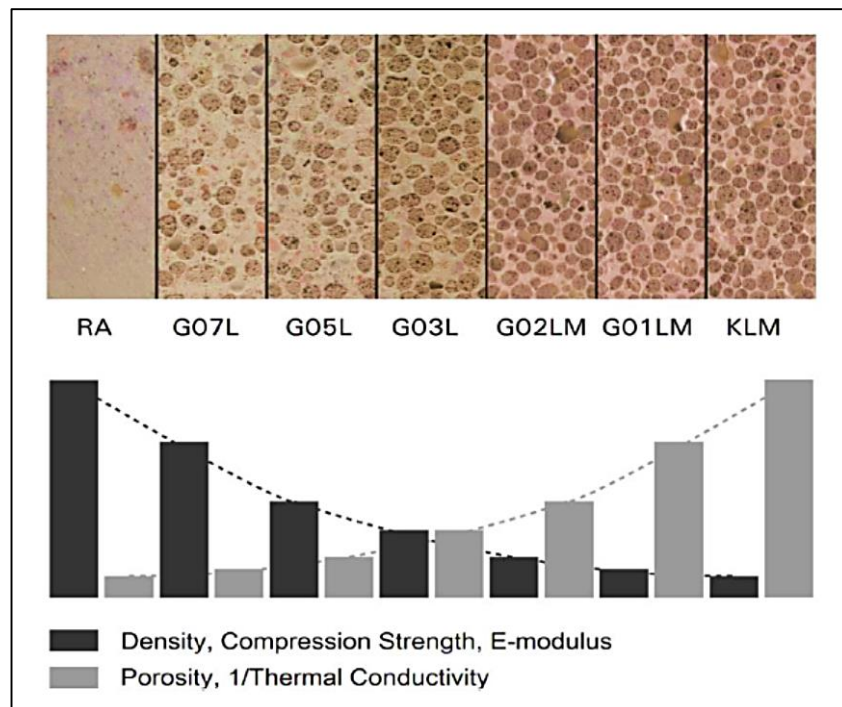 RA G07L G05L G03L G02LM G01LM KLM
Density, Compression Strength, E-modulus
Porosity, 1/Thermal Conductivity